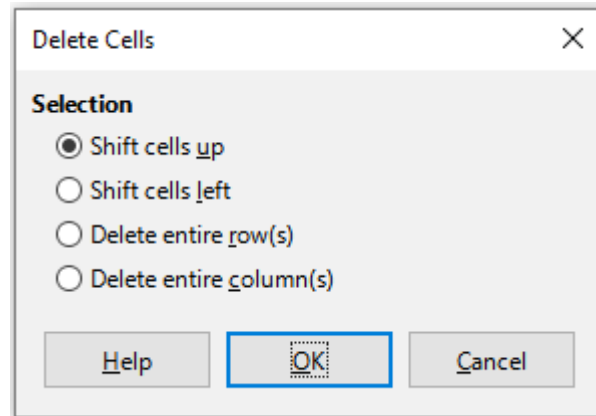 Delete Cells
Selection
Shift cells up
Shift cells left
Delete entire row(s)
Delete entire column(s)
Help OK Cancel